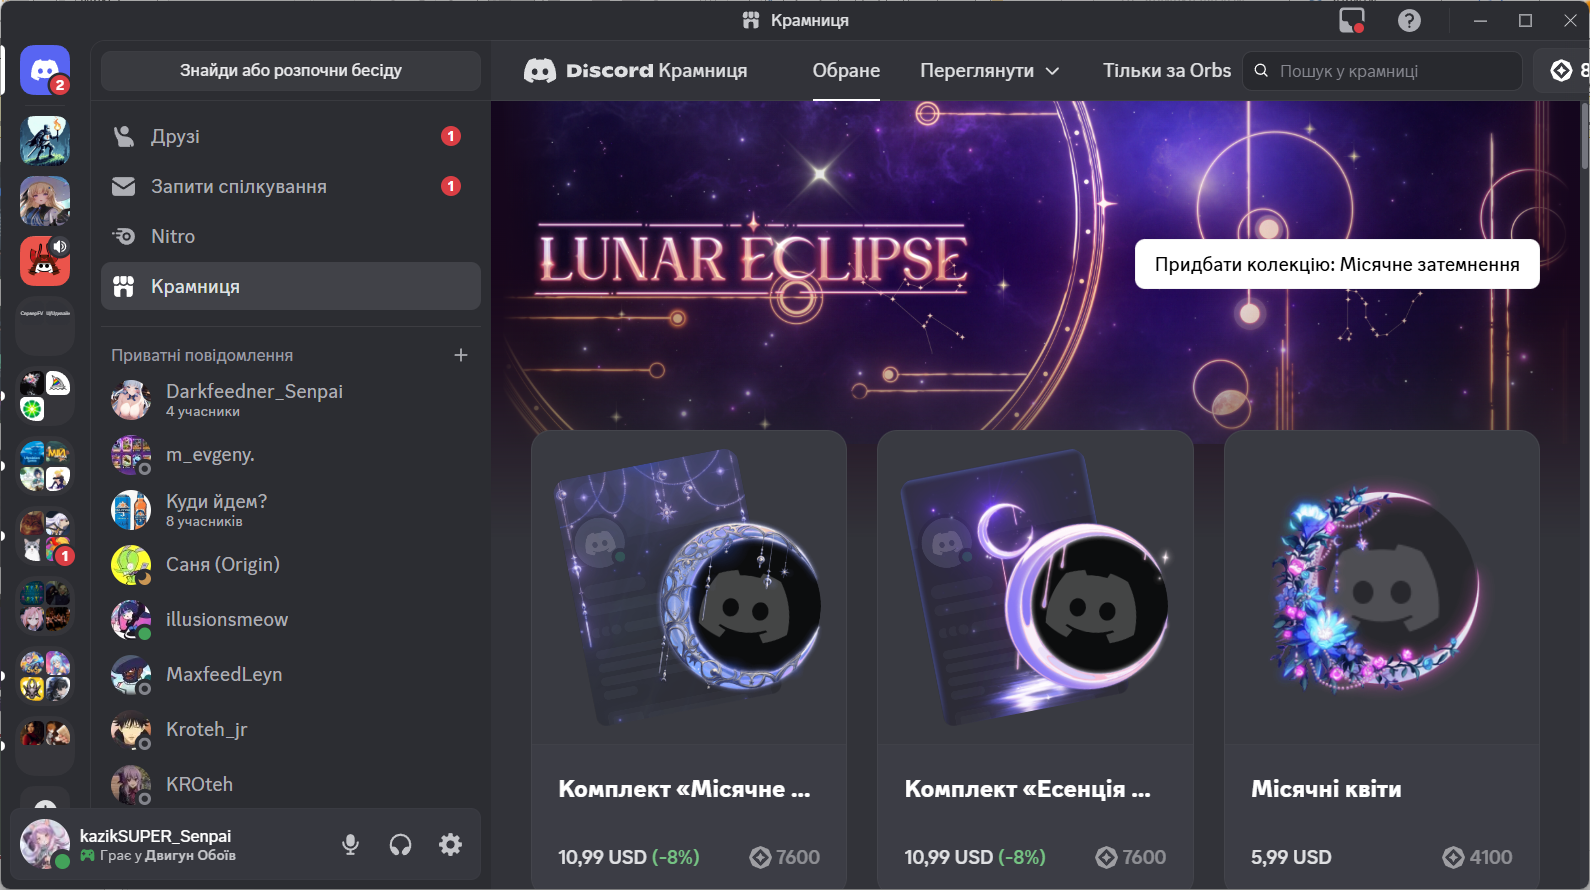 Крамниця
2
Знайди або розпочни бесіду
Друзі
1
Запити спілкування
1
Nitro
Крамниця
Приватні повідомлення
Darkfeedner_Senpai
4 учасники
m_evgeny.
Куди йдем?
8 учасників
Саня (Origin)
illusionsmeow
MaxfeedLeyn
Kroteh_jr
KROteh
1
kazikSUPER_Senpai
Грає у Двигун Обоїв
Discord Крамниця
Обране
Переглянути
Тільки за Orbs
Пошук у крамниці
8
LUNAR ECLIPSE
Придбати колекцію: Місячне затемнення
Комплект «Місячне ...
10,99 USD (-8%)
7600
Комплект «Есенція ...
10,99 USD (-8%)
7600
Місячні квіти
5,99 USD
4100